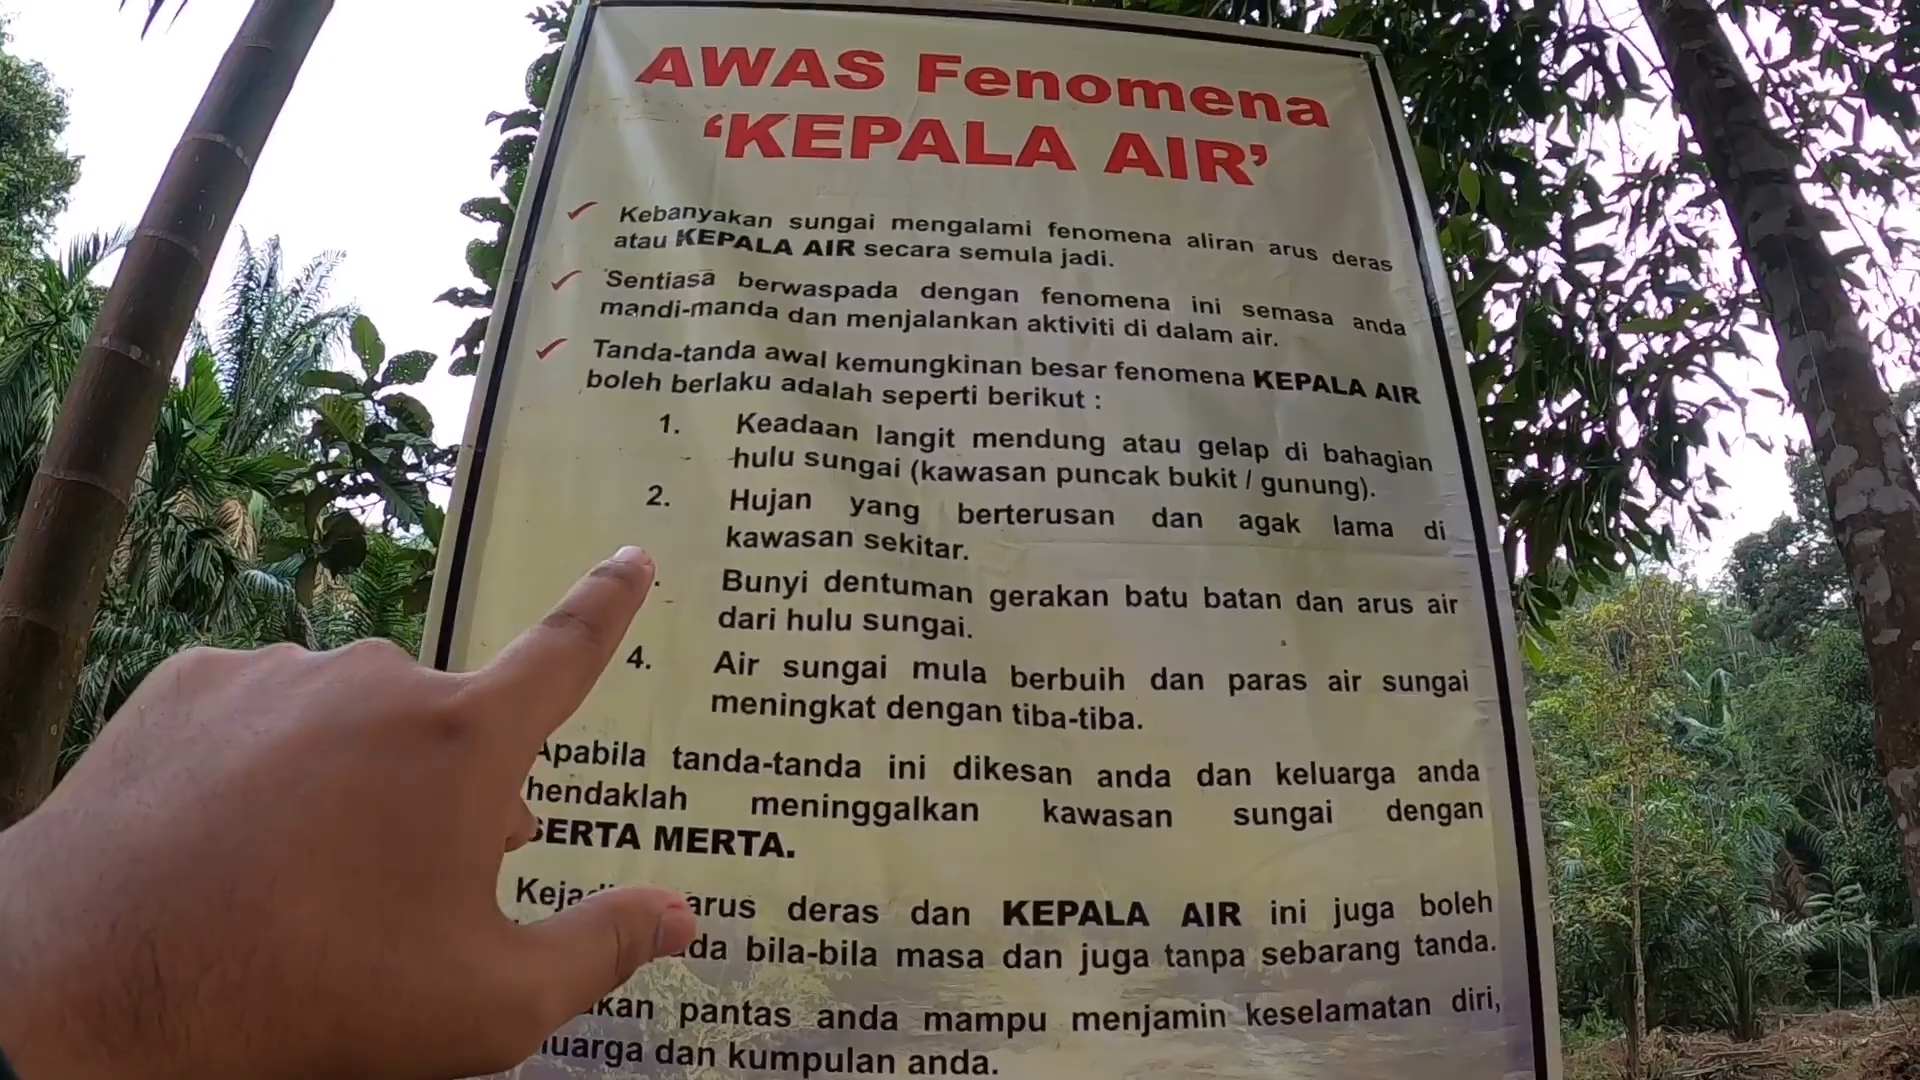 AWAS Fenomena
‘KEPALA AIR’
Kebanyakan sungai mengalami fenomena aliran arus deras
atau KEPALA AIR secara semula jadi.
Sentiasa berwaspada dengan fenomena ini semasa anda
mandi-manda dan menjalankan aktiviti di dalam air.
Tanda-tanda awal kemungkinan besar fenomena KEPALA AIR
boleh berlaku adalah seperti berikut :
1. Keadaan langit mendung atau gelap di bahagian
hulu sungai (kawasan puncak bukit / gunung).
2. Hujan yang berterusan dan agak lama di
kawasan sekitar.
Bunyi dentuman gerakan batu batan dan arus air
dari hulu sungai.
4. Air sungai mula berbuih dan paras air sungai
meningkat dengan tiba-tiba.
Apabila tanda-tanda ini dikesan anda dan keluarga anda
hendaklah meninggalkan kawasan sungai dengan
SERTA MERTA.
arus deras dan KEPALA AIR ini juga boleh
bila-bila masa dan juga tanpa sebarang tanda.
pantas anda mampu menjamin keselamatan diri,
dan kumpulan anda.